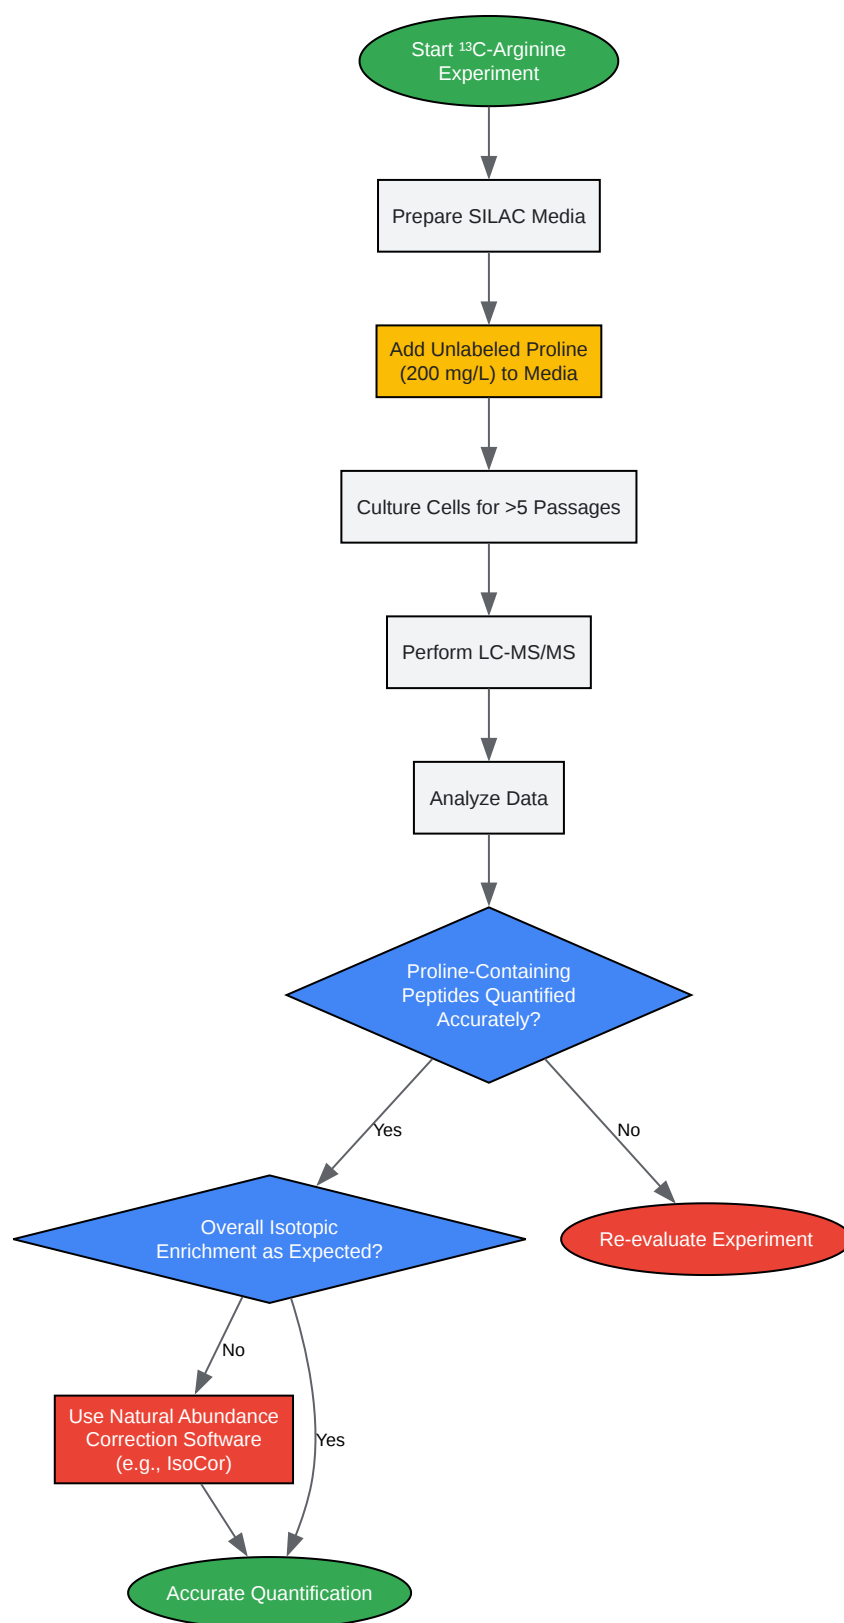 Start ¹³C-Arginine
Experiment
Prepare SILAC Media
Add Unlabeled Proline
(200 mg/L) to Media
Culture Cells for >5 Passages
Perform LC-MS/MS
Analyze Data
Proline-Containing
Peptides Quantified
Accurately?
Yes
No
Overall Isotopic
Enrichment as Expected?
Re-evaluate Experiment
No
Use Natural Abundance
Correction Software
(e.g., IsoCor)
Yes
Accurate Quantification